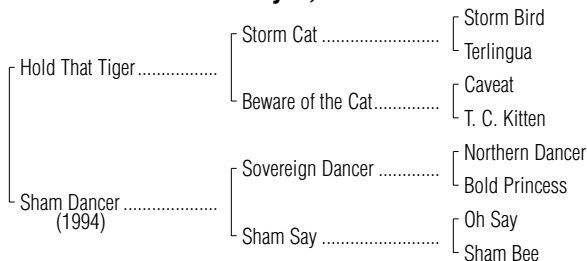 Storm Bird
Storm Cat ..............................
Terlingua
Hold That Tiger .................
Caveat
Beware of the Cat ..............
T. C. Kitten
Northern Dancer
Sovereign Dancer ..............
Bold Princess
Sham Dancer ....................
(1994)
Oh Say
Sham Say ...........................
Sham Bee